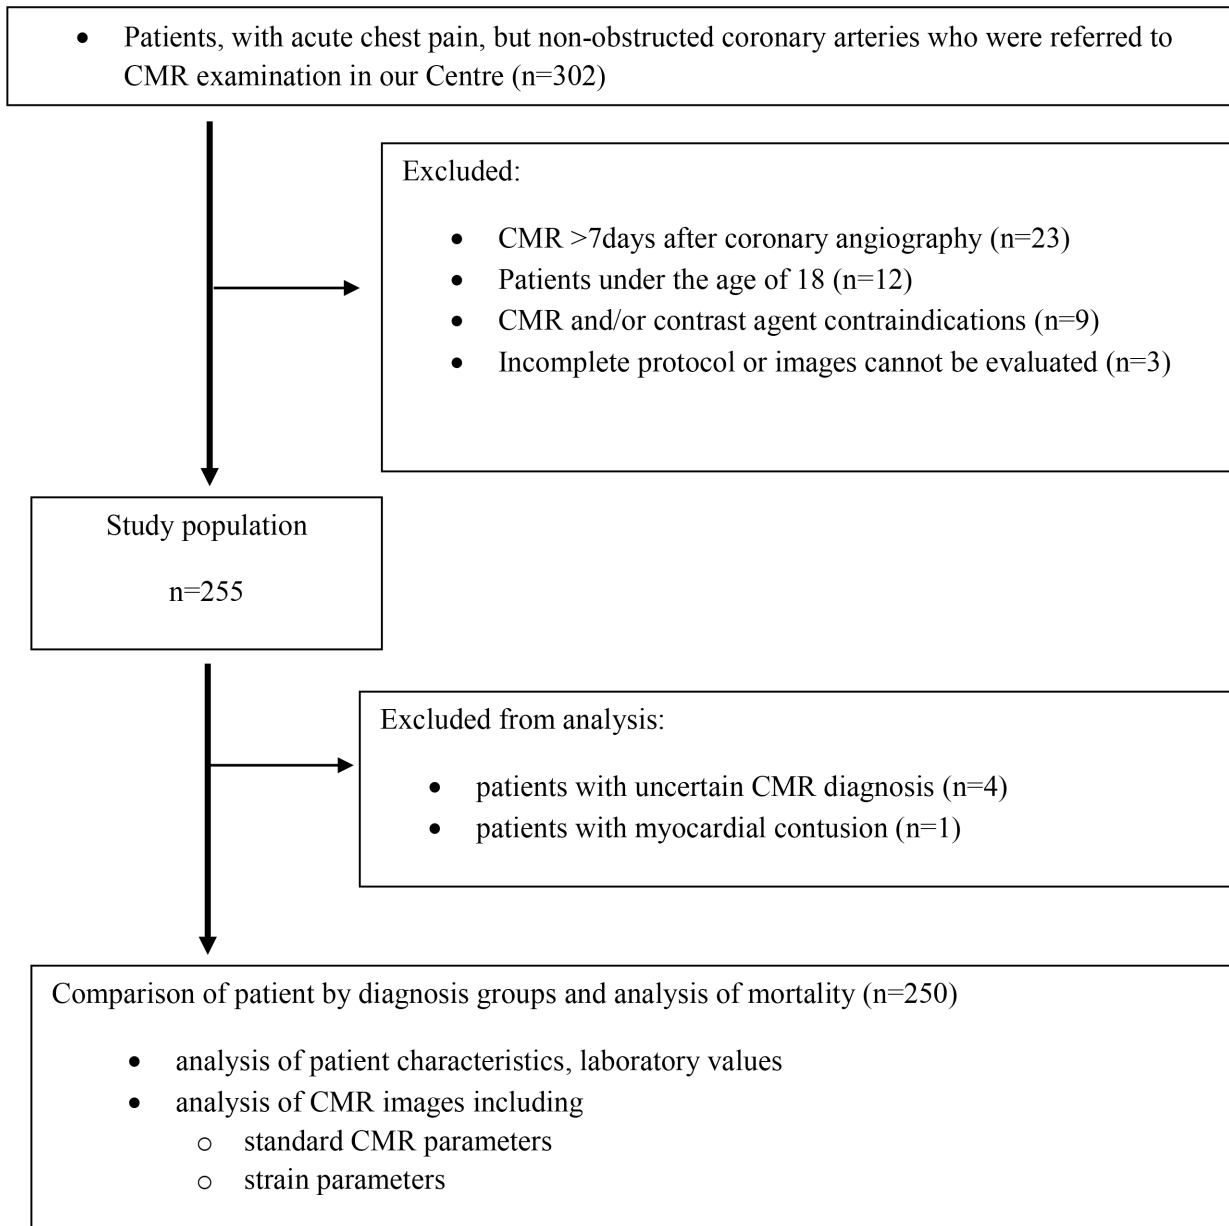 • Patients, with acute chest pain, but non-obstructed coronary arteries who were referred to
CMR examination in our Centre (n=302)
Excluded:
• CMR >7days after coronary angiography (n=23)
• Patients under the age of 18 (n=12)
• CMR and/or contrast agent contraindications (n=9)
• Incomplete protocol or images cannot be evaluated (n=3)
Study population
n=255
Excluded from analysis:
• patients with uncertain CMR diagnosis (n=4)
• patients with myocardial contusion (n=1)
Comparison of patient by diagnosis groups and analysis of mortality (n=250)
• analysis of patient characteristics, laboratory values
• analysis of CMR images including
o standard CMR parameters
o strain parameters